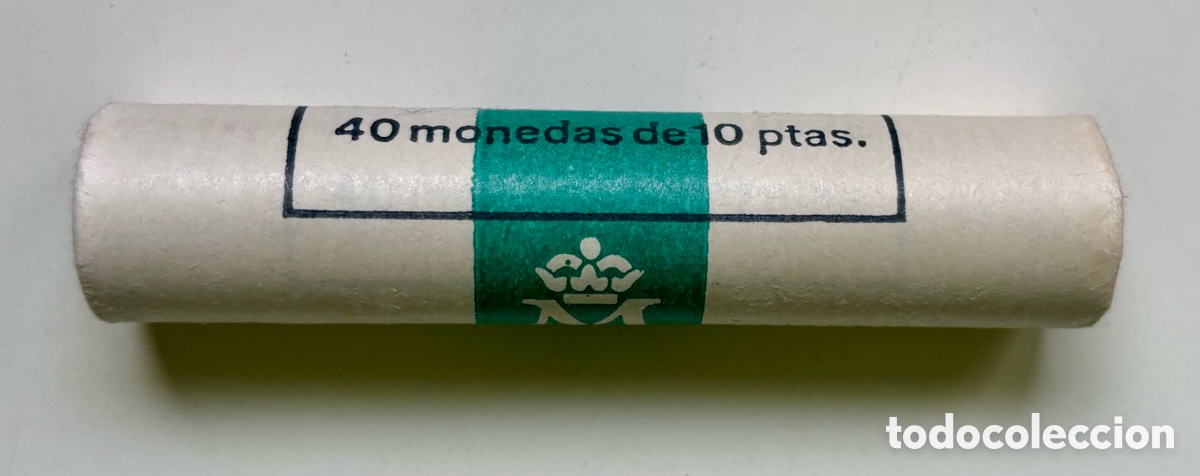 40 monedas de 10 ptas.
todocoleccion